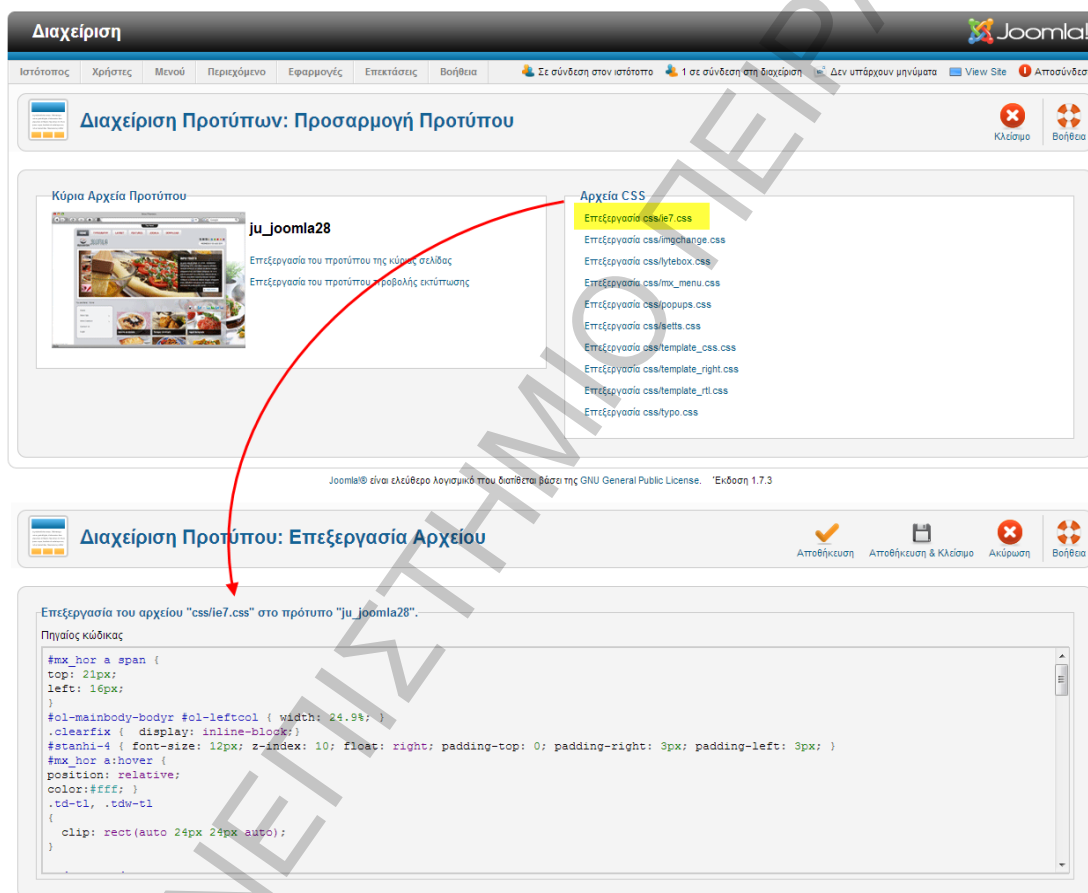 Διαχείριση
Joomla!
Ιστότοπος Χρήστες Μενού Περιεχόμενο Εφαρμογές Επεκτάσεις Βοήθεια Σε σύνδεση στον ιστότοπο 1 σε σύνδεση στη διαχείριση Δεν υπάρχουν μηνύματα View Site Αποσύνδεσ
Διαχείριση Προτύπων: Προσαρμογή Προτύπου
Κλείσιμο Βοήθεια
Κύρια Αρχεία Προτύπου
ju_joomla28
Επεξεργασία του προτύπου της κύριας σελίδας
Επεξεργασία του προτύπου προβολής εκτύπωσης
Αρχεία CSS
Επεξεργασία css/ie7.css
Επεξεργασία css/imgchange.css
Επεξεργασία css/lytebox.css
Επεξεργασία css/mx_menu.css
Επεξεργασία css/popups.css
Επεξεργασία css/setts.css
Επεξεργασία css/template_css.css
Επεξεργασία css/template_right.css
Επεξεργασία css/template_rtl.css
Επεξεργασία css/typo.css
Joomla!® είναι ελεύθερο λογισμικό που διατίθεται βάσει της GNU General Public License. Έκδοση 1.7.3
Διαχείριση Προτύπου: Επεξεργασία Αρχείου
Αποθήκευση Αποθήκευση & Κλείσιμο Ακύρωση Βοήθεια
Επεξεργασία του αρχείου "css/ie7.css" στο πρότυπο "ju_joomla28".
Πηγαίος κώδικας
#mx_hor a span {
top: 21px;
left: 16px;
}
#ol-mainbody-bodyr #ol-leftcol { width: 24.9%; }
.clearfix { display: inline-block;}
#stanhi-4 { font-size: 12px; z-index: 10; float: right; padding-top: 0; padding-right: 3px; padding-left: 3px; }
#mx_hor a:hover {
position: relative;
color:#fff; }
.td-tl, .tdw-tl
{
clip: rect(auto 24px 24px auto);
}
ΝΕΠΙΣΤΗΜΙΟ ΠΕΙΡΑ